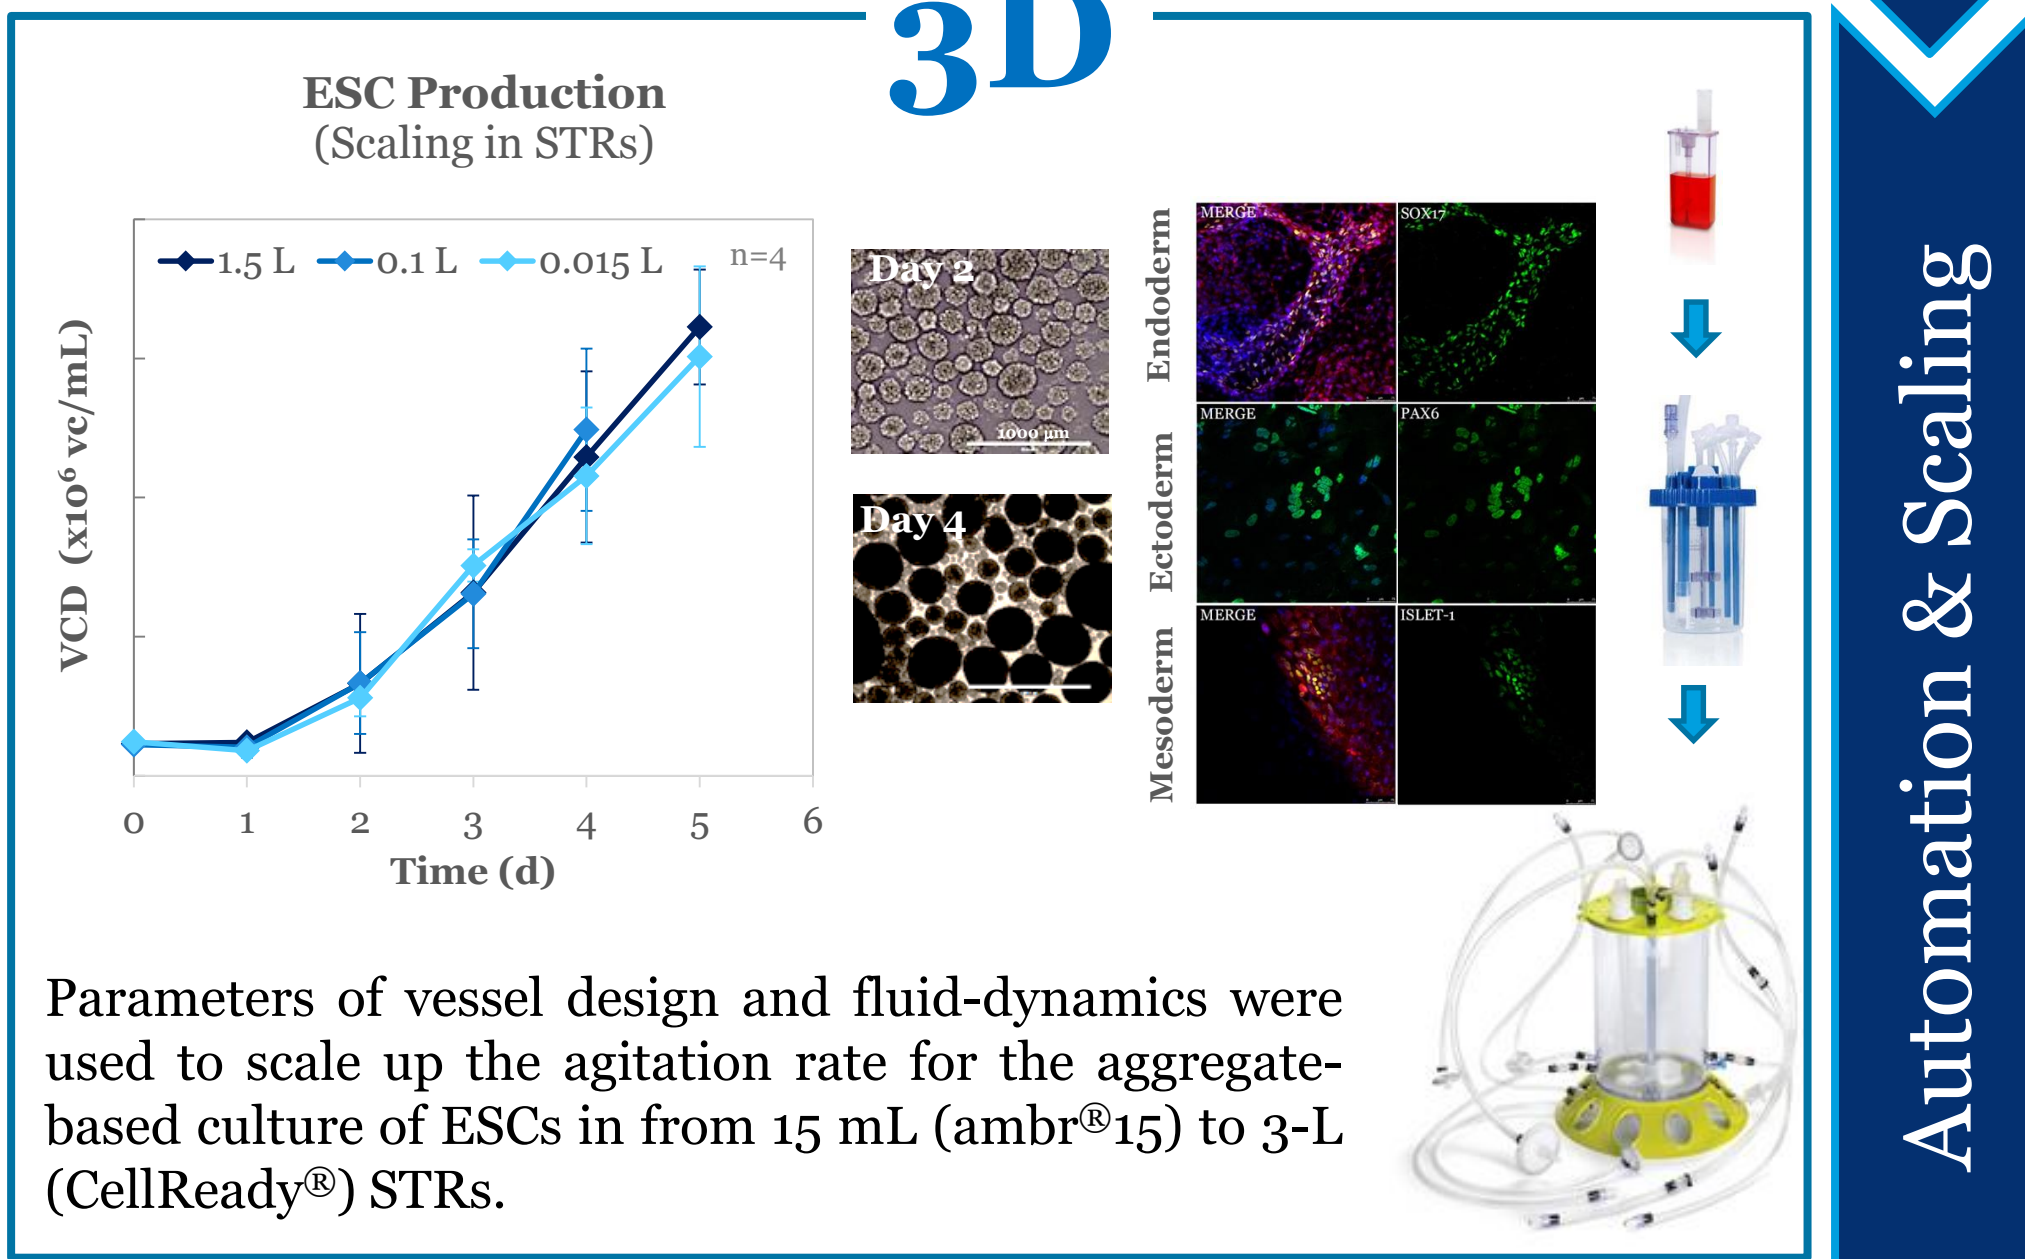 3D
ESC Production
(Scaling in STRs)
1.5 L
0.1 L
0.015 L
n=4
VCD (x10⁶ vc/mL)
0 1 2 3 4 5 6
Time (d)
Day 2
1000 µm
Day 4
Endoderm
MERGE
SOX17
Ectoderm
MERGE
PAX6
Mesoderm
MERGE
ISLET-1
Parameters of vessel design and fluid-dynamics were
used to scale up the agitation rate for the aggregate-
based culture of ESCs in from 15 mL (ambr®15) to 3-L
(CellReady®) STRs.
Automation & Scaling